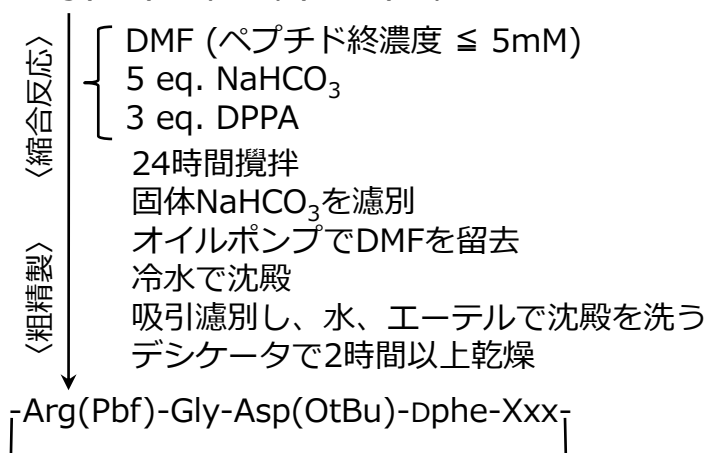 DMF (ペプチド終濃度 ≦ 5mM)
5 eq. NaHCO₃
3 eq. DPPA
〈縮合反応〉
24時間攪拌
固体NaHCO₃を濾別
オイルポンプでDMFを留去
冷水で沈殿
吸引濾別し、水、エーテルで沈殿を洗う
デシケータで2時間以上乾燥
〈粗精製〉
-Arg(Pbf)-Gly-Asp(OtBu)-Dphe-Xxx-